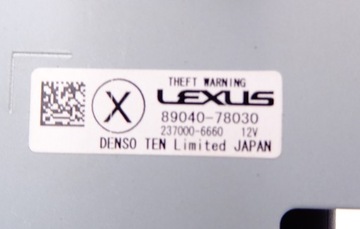 THEFT WARNING
X
LEXUS
89040-78030
237000-6660 12V
DENSO TEN Limited JAPAN